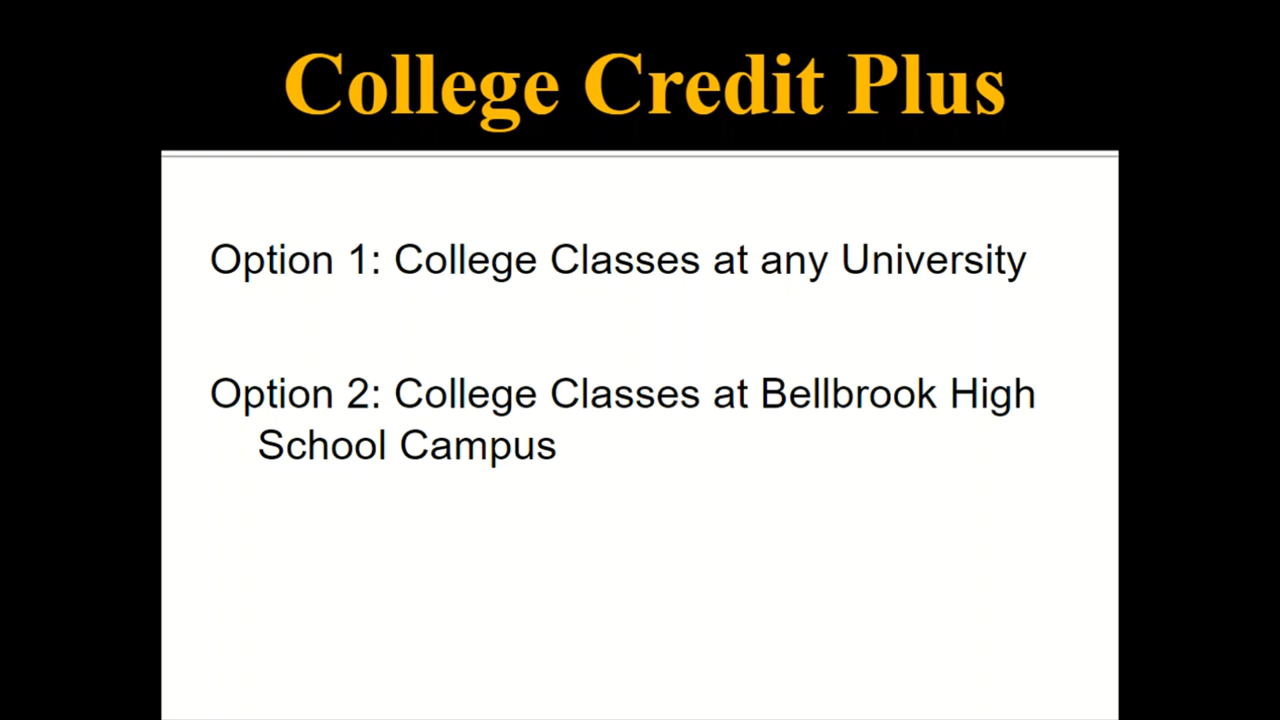 College Credit Plus
Option 1: College Classes at any University
Option 2: College Classes at Bellbrook High
School Campus